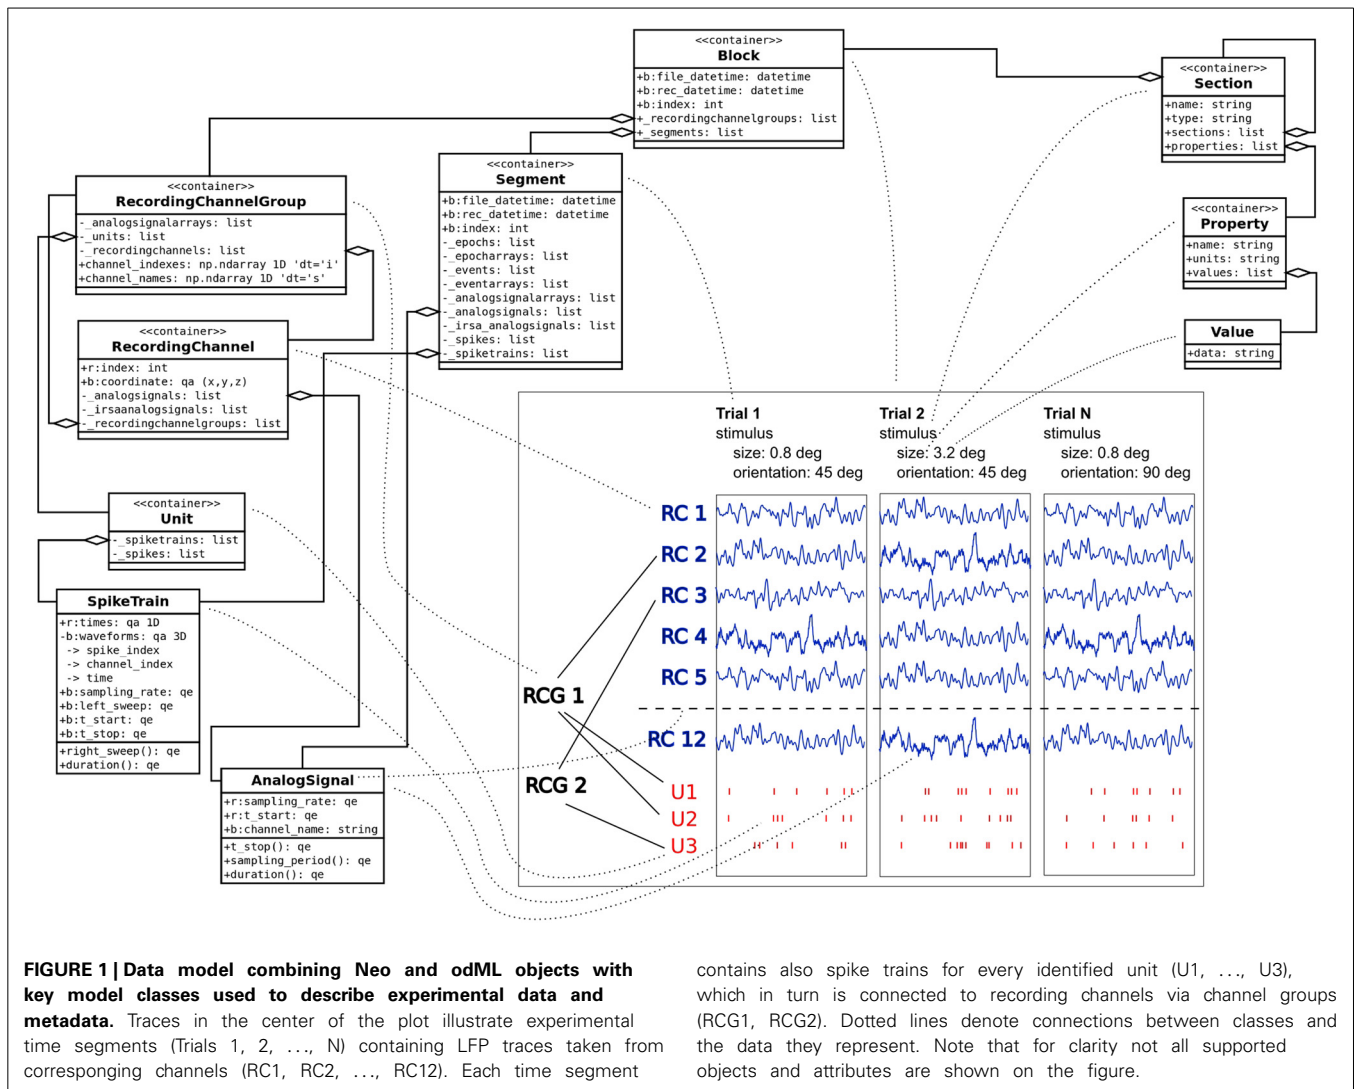 <<container>>
Block
+b:file_datetime: datetime
+b:rec_datetime: datetime
+b:index: int
+_recordingchannelgroups: list
+_segments: list
<<container>>
Section
+name: string
+type: string
+sections: list
+properties: list
<<container>>
Segment
+b:file_datetime: datetime
+b:rec_datetime: datetime
+b:index: int
-_epochs: list
-_epocharrays: list
-_events: list
-_eventarrays: list
-_analogsignalarrays: list
-_analogsignals: list
-_irsa_analogsignals: list
-_spikes: list
-_spiketrains: list
<<container>>
RecordingChannelGroup
-_analogsignalarrays: list
-_units: list
-_recordingchannels: list
+channel_indexes: np.ndarray 1D 'dt='i'
+channel_names: np.ndarray 1D 'dt='s'
<<container>>
Property
+name: string
+units: string
+values: list
<<container>>
RecordingChannel
+r:index: int
+b:coordinate: qa (x,y,z)
-_analogsignals: list
-_irsaanalogsignals: list
-_recordingchannelgroups: list
Value
+data: string
<<container>>
Unit
-_spiketrains: list
-_spikes: list
SpikeTrain
+r:times: qa 1D
-b:waveforms: qa 3D
-> spike_index
-> channel_index
-> time
+b:sampling_rate: qe
+b:left_sweep: qe
+b:t_start: qe
+b:t_stop: qe
+right_sweep(): qe
+duration(): qe
AnalogSignal
+r:sampling_rate: qe
+r:t_start: qe
+b:channel_name: string
+t_stop(): qe
+sampling_period(): qe
+duration(): qe
Trial 1
stimulus
size: 0.8 deg
orientation: 45 deg
Trial 2
stimulus
size: 3.2 deg
orientation: 45 deg
Trial N
stimulus
size: 0.8 deg
orientation: 90 deg
RC 1
RC 2
RC 3
RC 4
RC 5
RC 12
RCG 1
RCG 2
U1
U2
U3
FIGURE 1 | Data model combining Neo and odML objects with
key model classes used to describe experimental data and
metadata. Traces in the center of the plot illustrate experimental
time segments (Trials 1, 2, ..., N) containing LFP traces taken from
corresponging channels (RC1, RC2, ..., RC12). Each time segment
contains also spike trains for every identified unit (U1, ..., U3),
which in turn is connected to recording channels via channel groups
(RCG1, RCG2). Dotted lines denote connections between classes and
the data they represent. Note that for clarity not all supported
objects and attributes are shown on the figure.